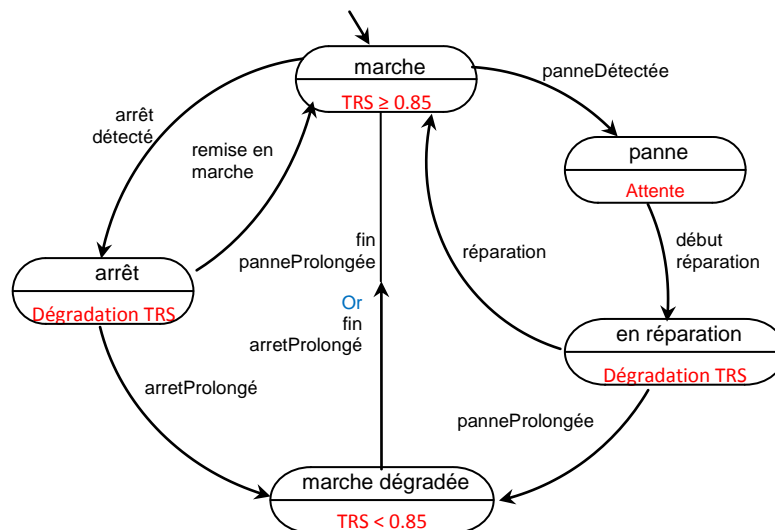 marche
TRS ≥ 0.85
panneDétectée
arrêt
détecté
remise en
marche
panne
Attente
fin
panneProlongée
réparation
début
réparation
arrêt
Dégradation TRS
Or
fin
arretProlongé
en réparation
Dégradation TRS
arretProlongé
panneProlongée
marche dégradée
TRS < 0.85